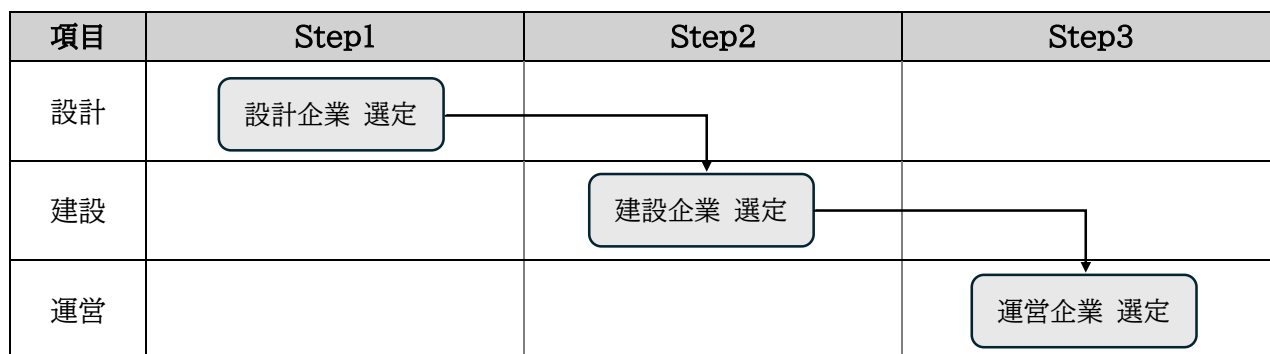 項目 Step1 Step2 Step3
設計 設計企業 選定
建設 建設企業 選定
運営 運営企業 選定